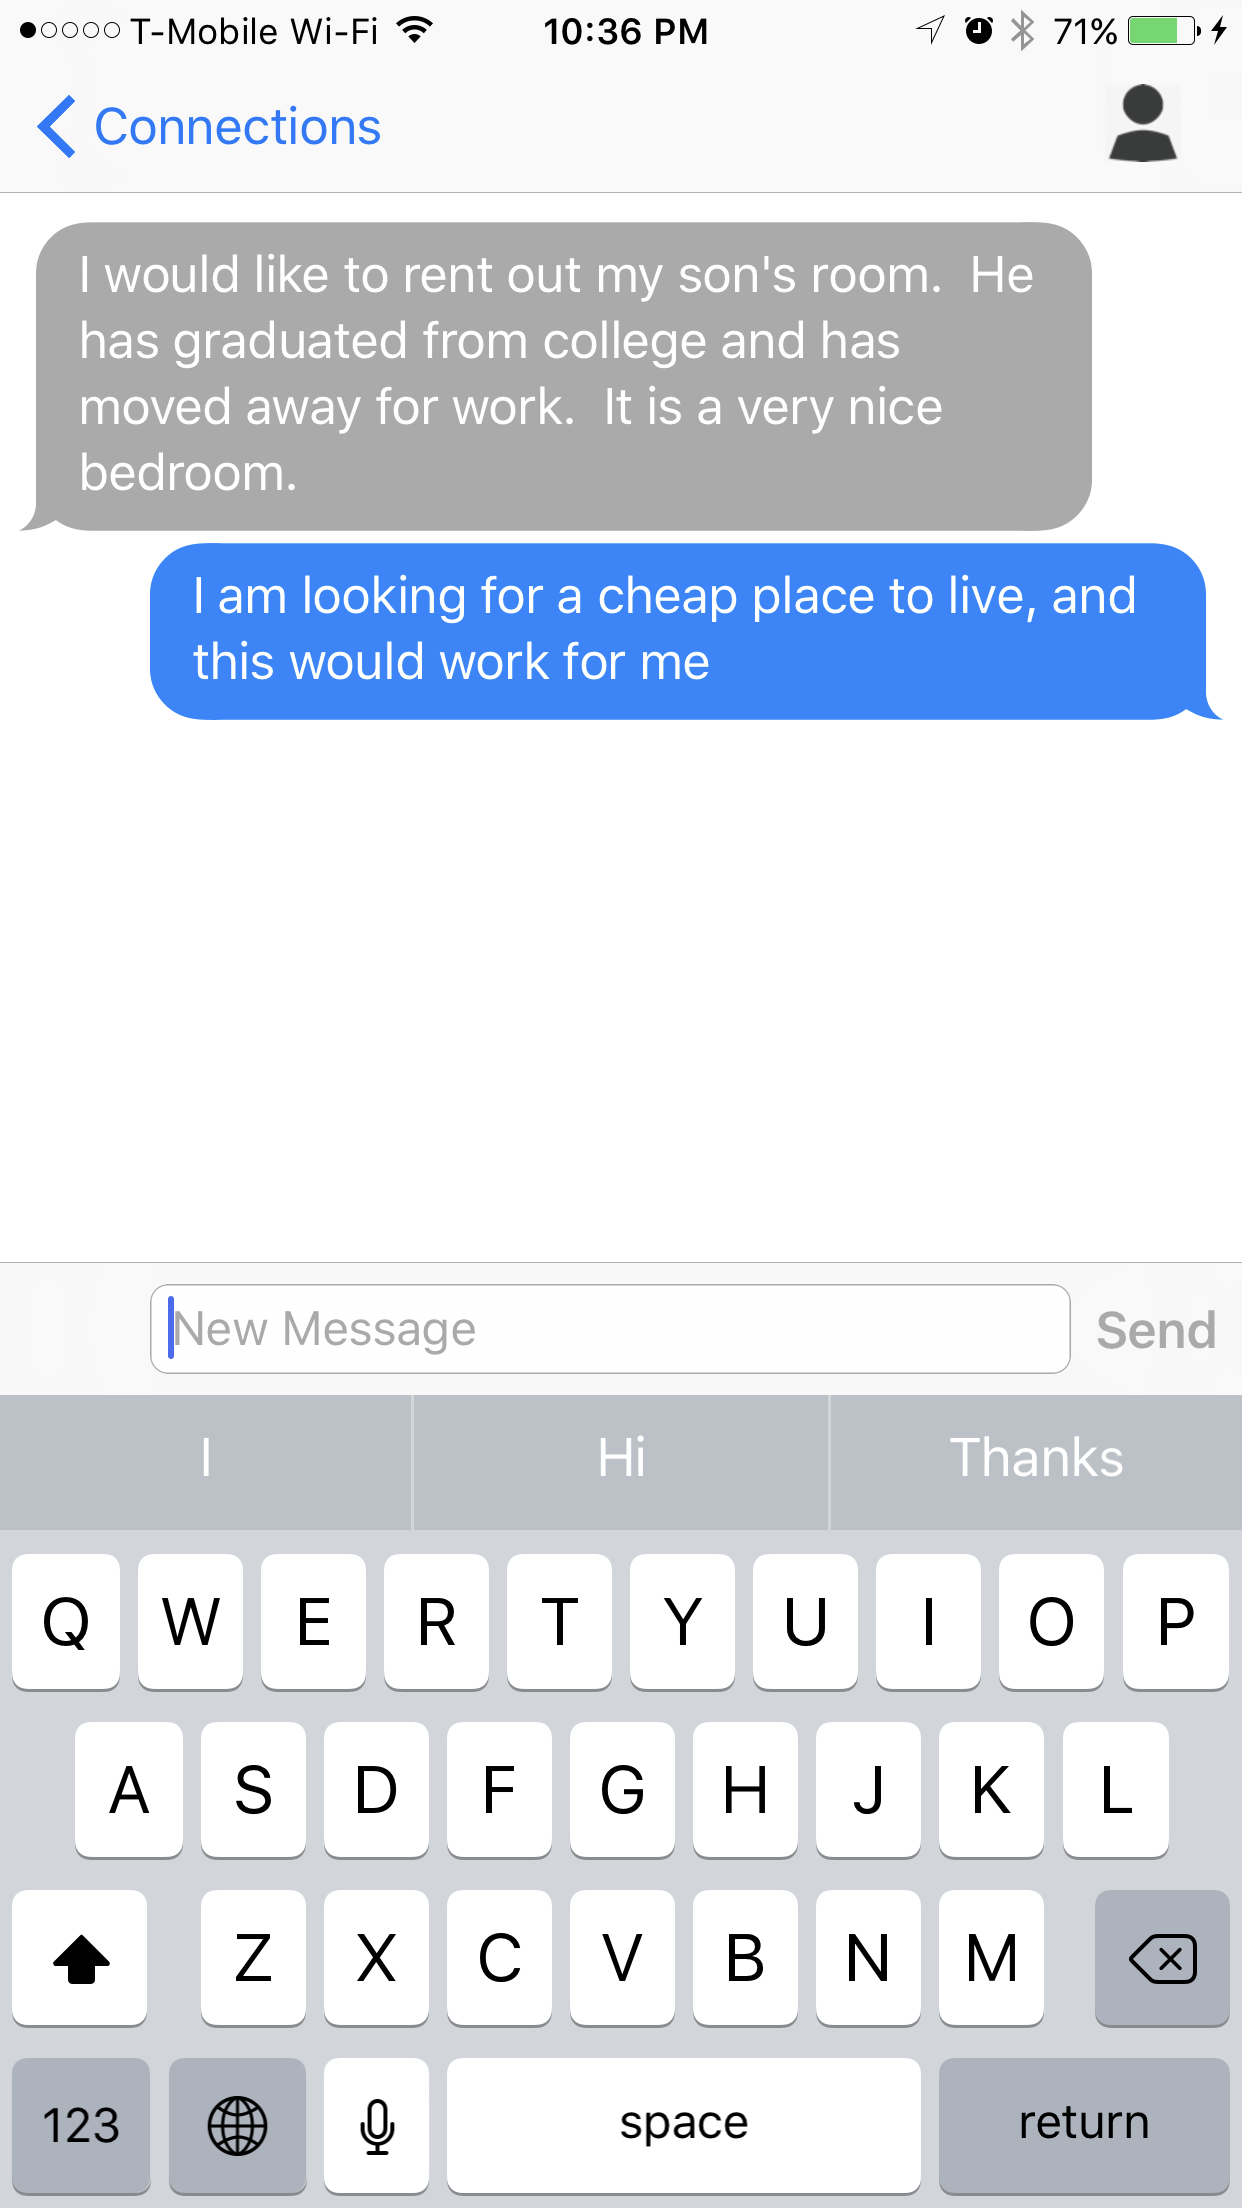 T-Mobile Wi-Fi 10:36 PM 71%
Connections
I would like to rent out my son's room.  He
has graduated from college and has
moved away for work.  It is a very nice
bedroom.
I am looking for a cheap place to live, and
this would work for me
New Message Send
I Hi Thanks
Q W E R T Y U I O P
A S D F G H J K L
Z X C V B N M
123 space return